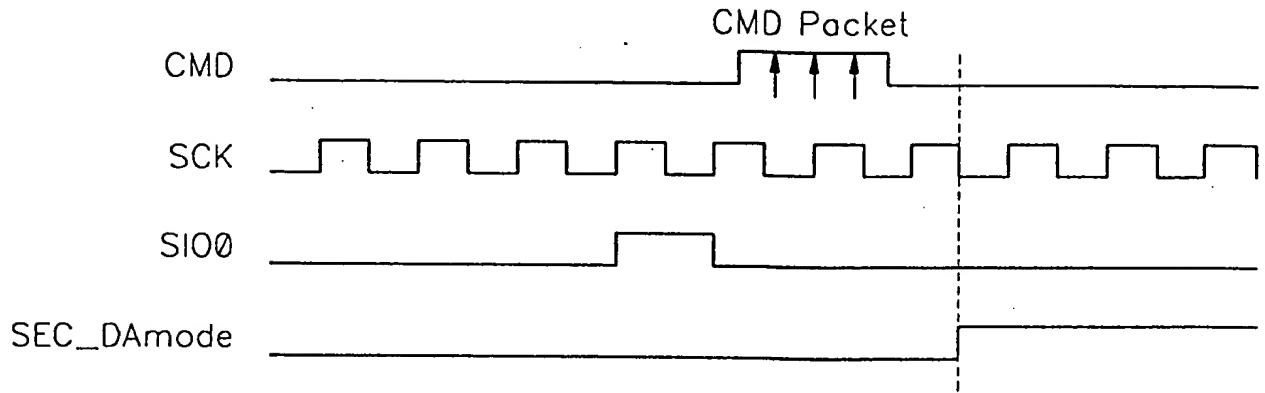 CMD Packet
CMD
SCK
SIO0
SEC_DAmode